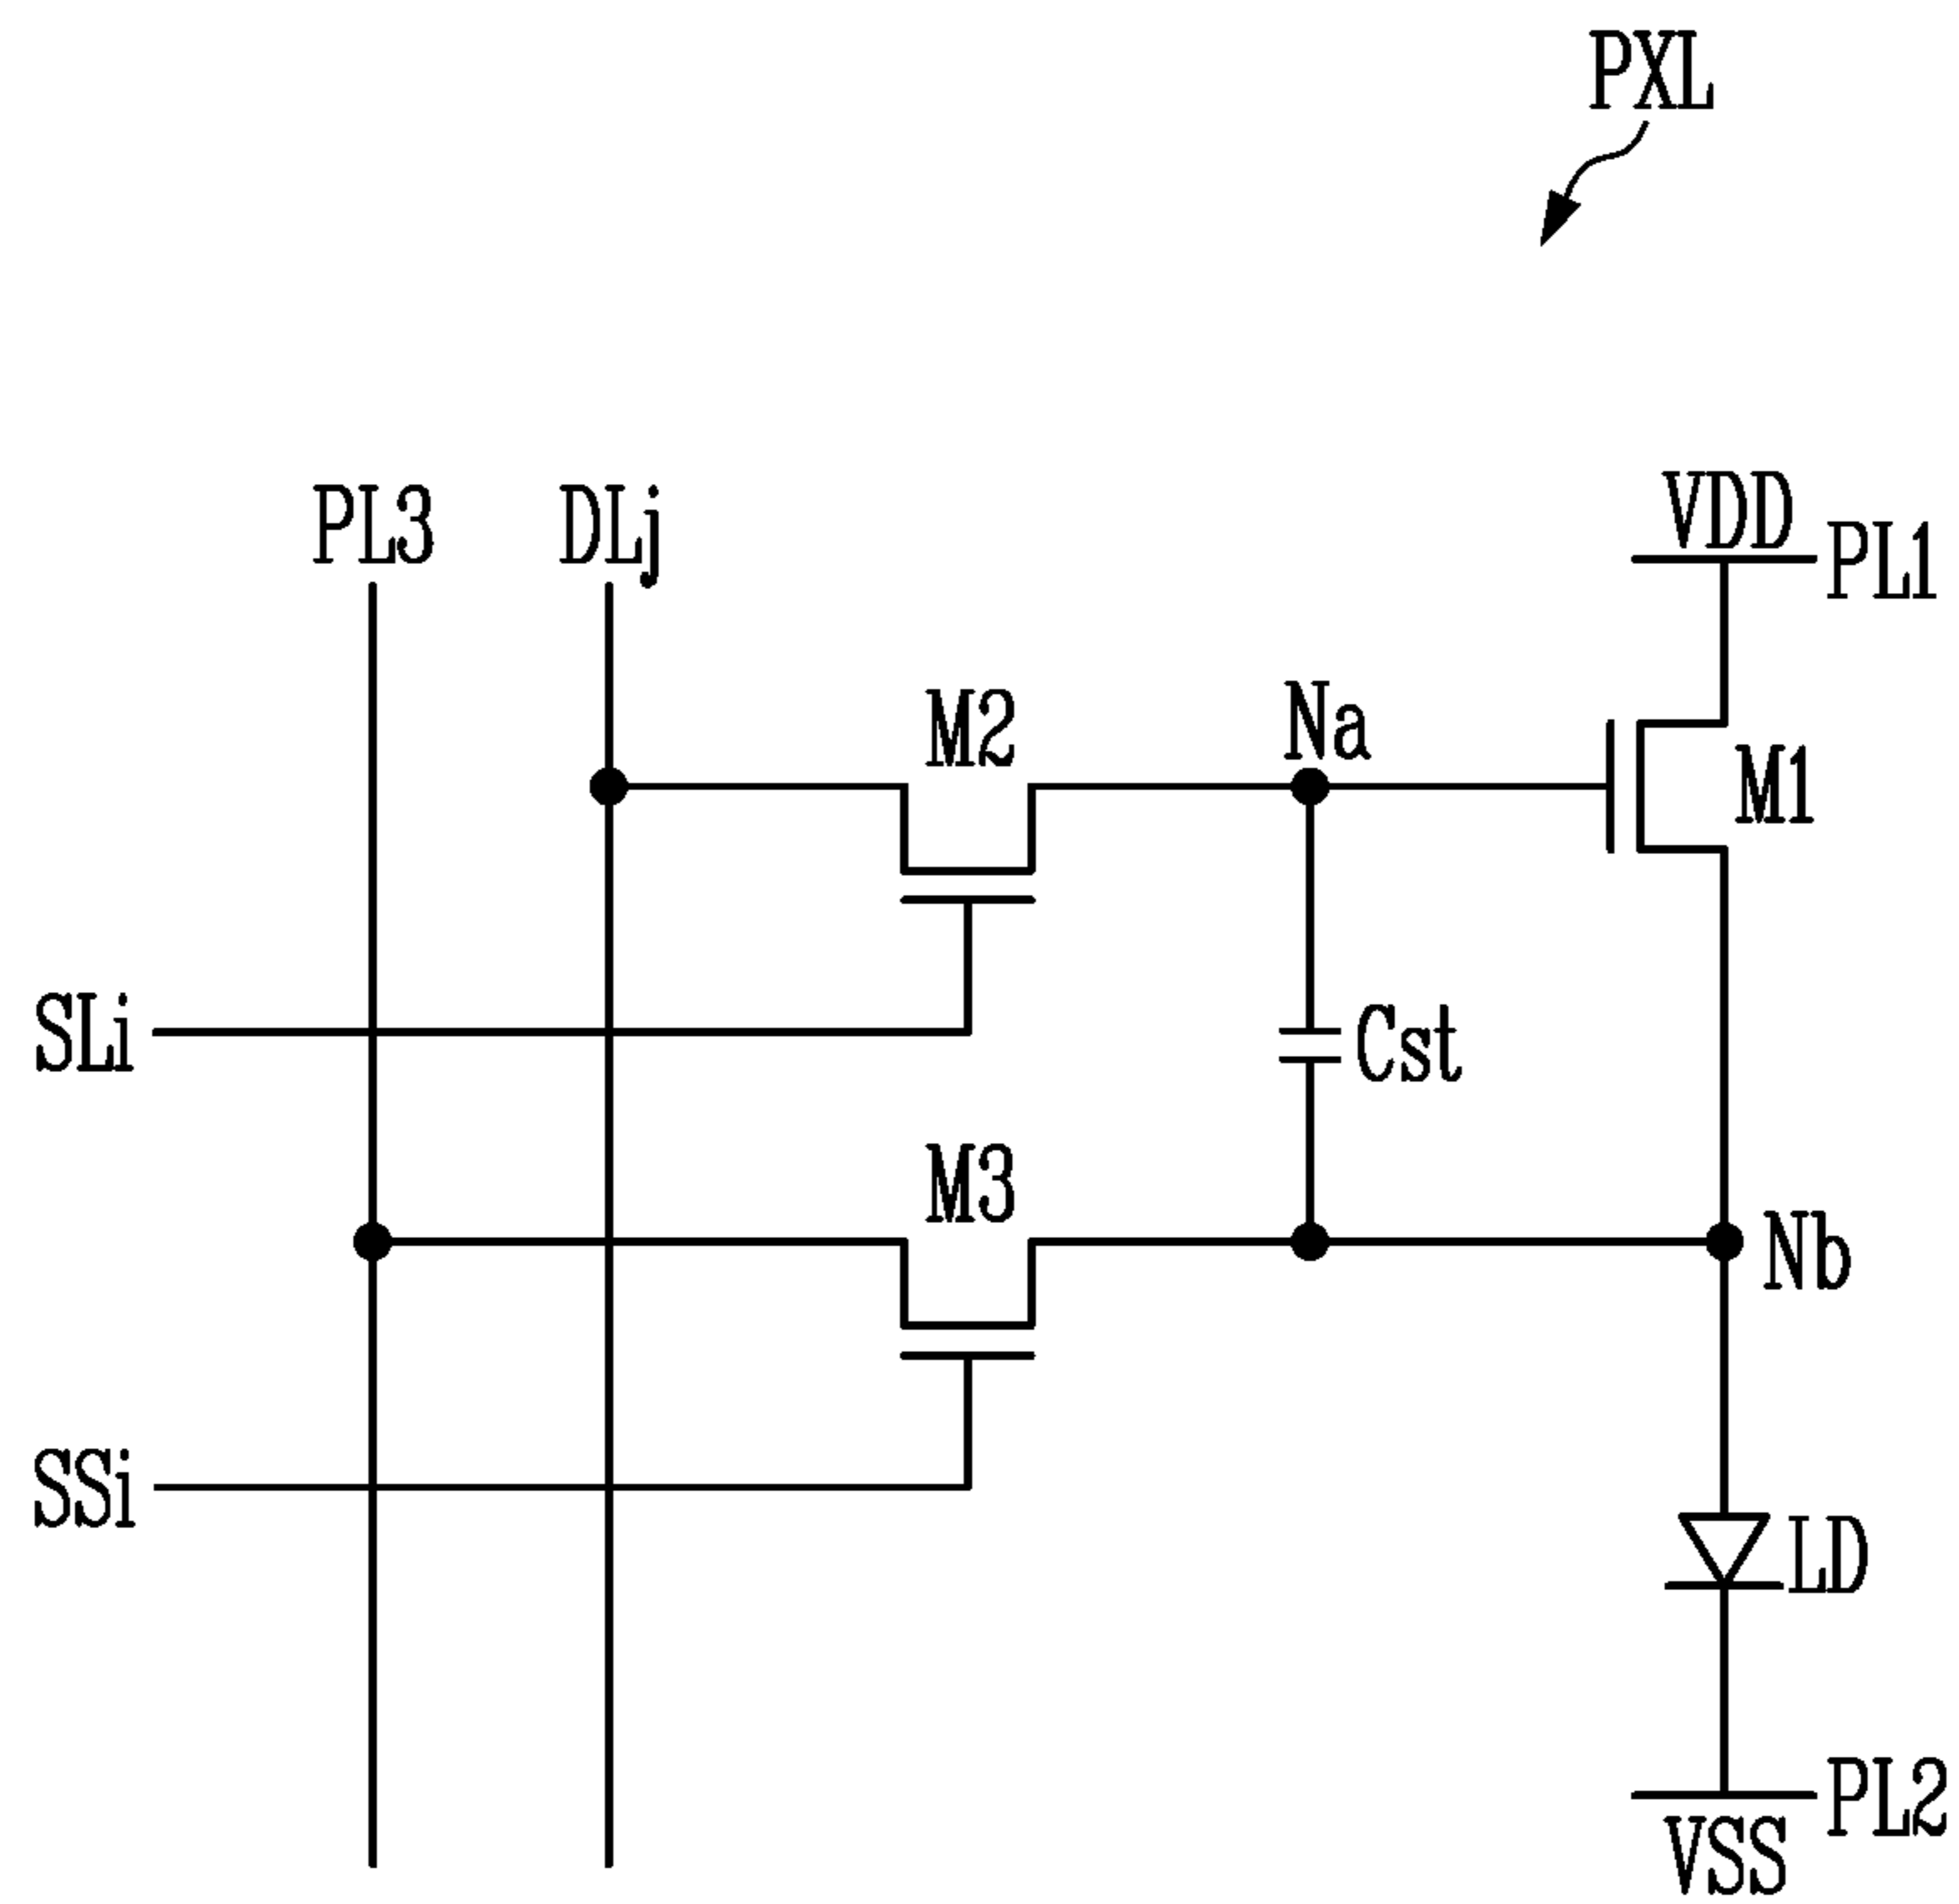 PXL
PL3 DLj VDD
PL1
M2 Na
M1
SLi Cst
M3
Nb
SSi
LD
PL2
VSS